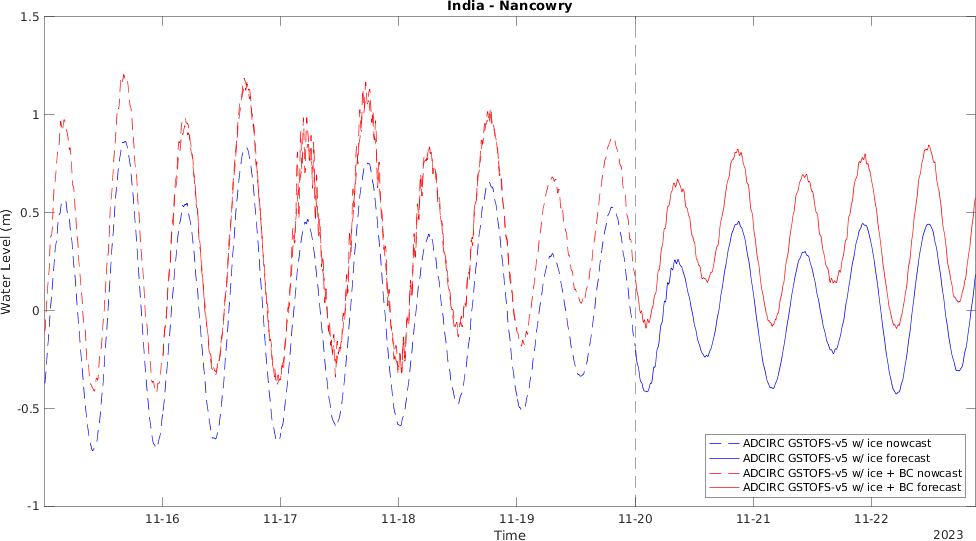 India - Nancowry
1.5
1
0.5
0
-0.5
-1
Water Level (m)
11-16
11-17
11-18
11-19
11-20
11-21
11-22
Time
2023
ADCIRC GSTOFS-v5 w/ ice nowcast
ADCIRC GSTOFS-v5 w/ ice forecast
ADCIRC GSTOFS-v5 w/ ice + BC nowcast
ADCIRC GSTOFS-v5 w/ ice + BC forecast